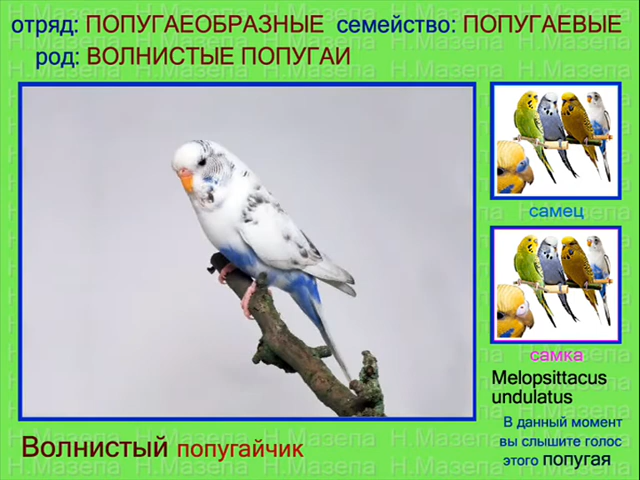 отряд: ПОПУГАЕОБРАЗНЫЕ семейство: ПОПУГАЕВЫЕ
род: ВОЛНИСТЫЕ ПОПУГАИ
самец
самка
Melopsittacus
undulatus
В данный момент
вы слышите голос
этого попугая
Волнистый попугайчик
Н.Мазепа